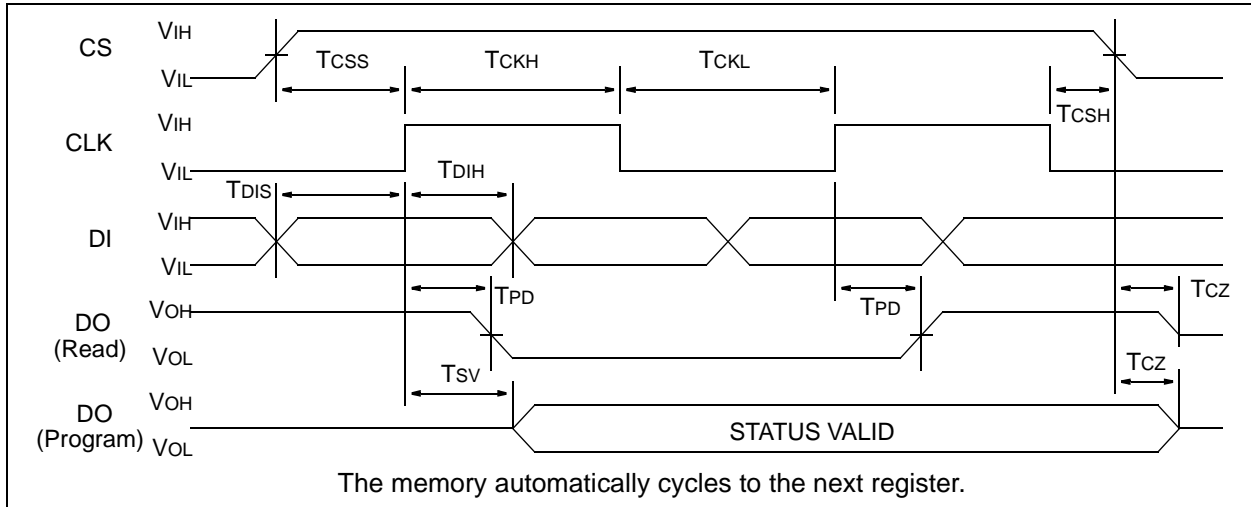 CS
VIH
VIL
TCSS
TCKH
TCKL
TCSH
CLK
VIH
VIL
TDIS
TDIH
DI
VIH
VIL
TPD
TPD
TCZ
DO
(Read)
VOH
VOL
TSV
TCZ
DO
(Program)
VOH
VOL
STATUS VALID
The memory automatically cycles to the next register.